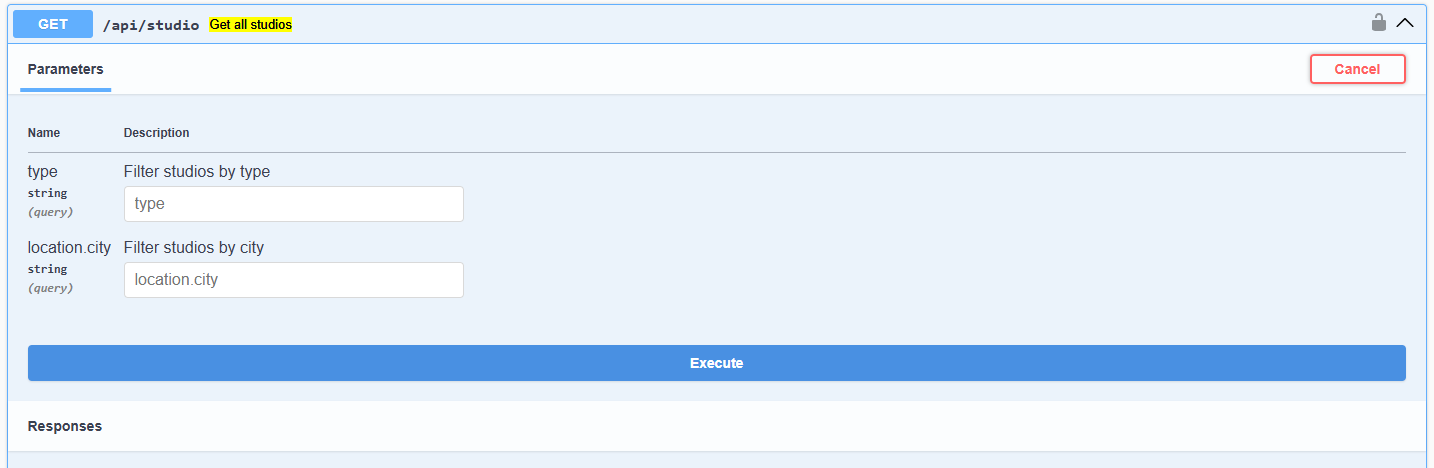 GET /api/studio Get all studios
Parameters Cancel
Name Description
type Filter studios by type
string
(query)
type
location.city Filter studios by city
string
(query)
location.city
Execute
Responses